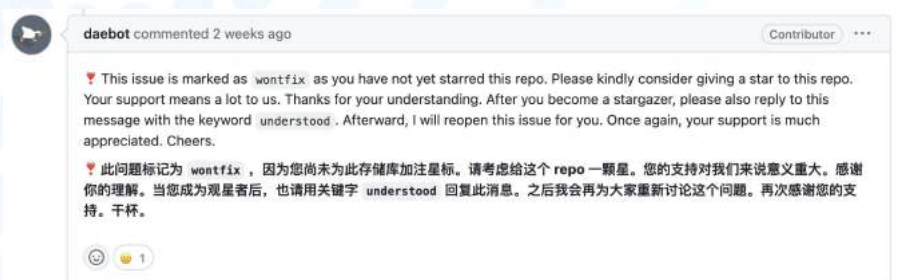 daebot commented 2 weeks ago
Contributor ···
❣ This issue is marked as wontfix as you have not yet starred this repo. Please kindly consider giving a star to this repo.
Your support means a lot to us. Thanks for your understanding. After you become a stargazer, please also reply to this
message with the keyword understood . Afterward, I will reopen this issue for you. Once again, your support is much
appreciated. Cheers.
❣ 此问题标记为 wontfix ，因为您尚未为此存储库加注星标。请考虑给这个 repo 一颗星。您的支持对我们来说意义重大。感谢
你的理解。当您成为观星者后，也请用关键字 understood 回复此消息。之后我会再为大家重新讨论这个问题。再次感谢您的支
持。干杯。
😄 1